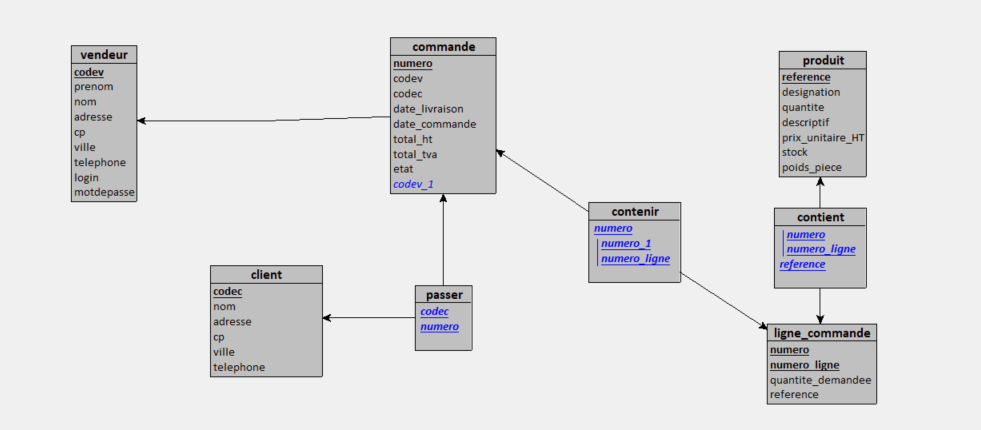 vendeur
codev
prenom
nom
adresse
cp
ville
telephone
login
motdepasse
commande
numero
codev
codec
date_livraison
date_commande
total_ht
total_tva
etat
codev_1
produit
reference
designation
quantite
descriptif
prix_unitaire_HT
stock
poids_piece
contenir
numero
numero_1
numero_ligne
contient
numero
numero_ligne
reference
client
codec
nom
adresse
cp
ville
telephone
passer
codec
numero
ligne_commande
numero
numero_ligne
quantite_demandee
reference